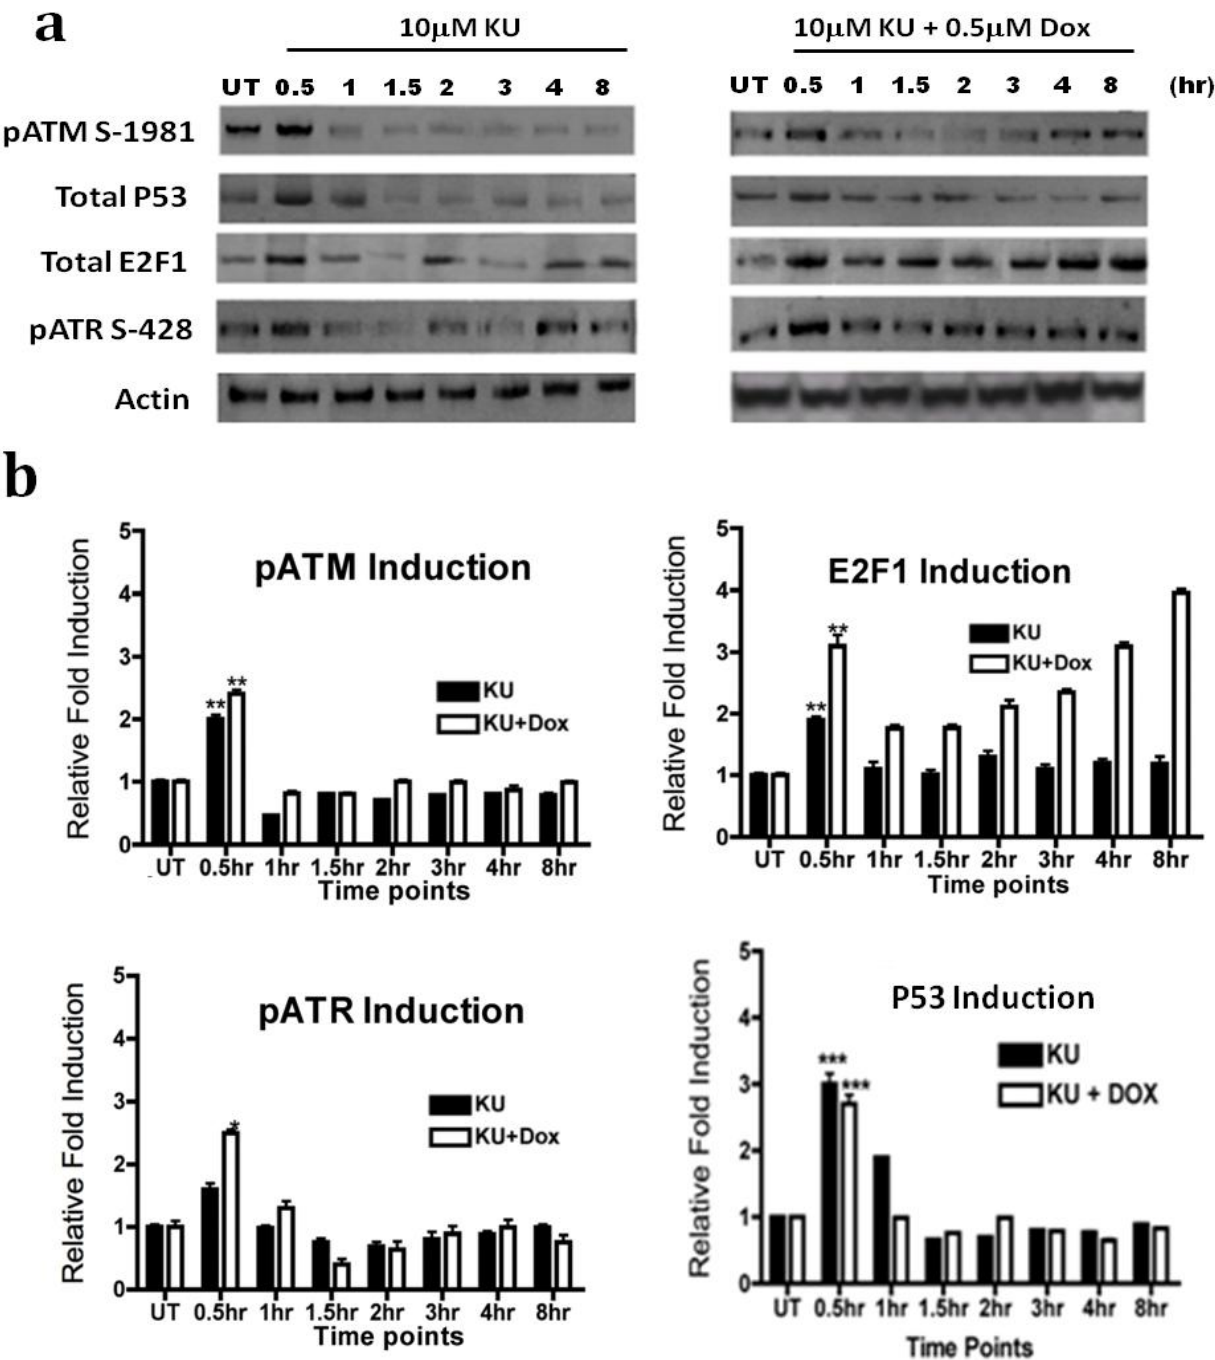 a
10µM KU
10µM KU + 0.5µM Dox
UT 0.5 1 1.5 2 3 4 8
UT 0.5 1 1.5 2 3 4 8 (hr)
pATM S-1981
Total P53
Total E2F1
pATR S-428
Actin
b
pATM Induction
Relative Fold Induction
5
4
3
2
1
0
** **
KU
KU+Dox
UT 0.5hr 1hr 1.5hr 2hr 3hr 4hr 8hr
Time points
E2F1 Induction
Relative Fold Induction
5
4
3
2
1
0
** **
KU
KU+Dox
UT 0.5hr 1hr 1.5hr 2hr 3hr 4hr 8hr
Time points
pATR Induction
Relative Fold Induction
5
4
3
2
1
0
*
KU
KU+Dox
UT 0.5hr 1hr 1.5hr 2hr 3hr 4hr 8hr
Time points
P53 Induction
Relative Fold Induction
5
4
3
2
1
0
*** ***
KU
KU + DOX
UT 0.5hr 1hr 1.5hr 2hr 3hr 4hr 8hr
Time Points